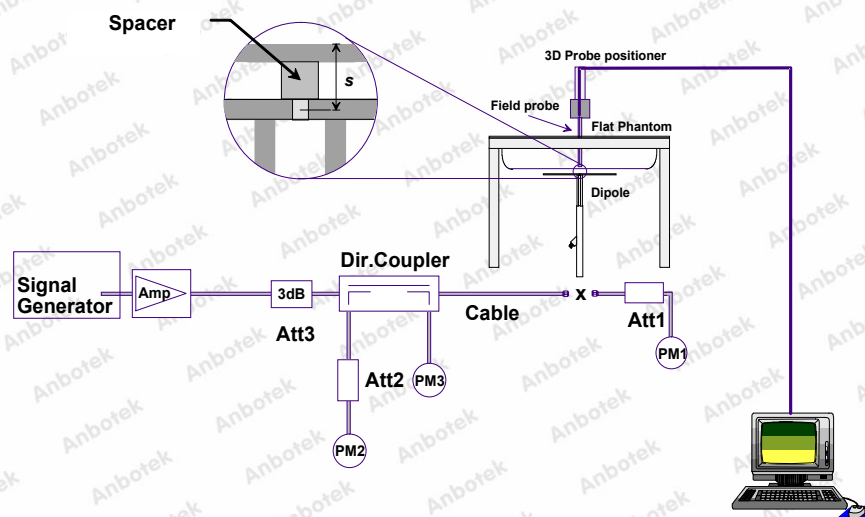 Spacer
s
3D Probe positioner
Field probe
Flat Phantom
Dipole
Signal
Generator
Amp
3dB
Att3
Dir.Coupler
Cable
X
Att1
PM1
Att2
PM3
PM2
Anbotek